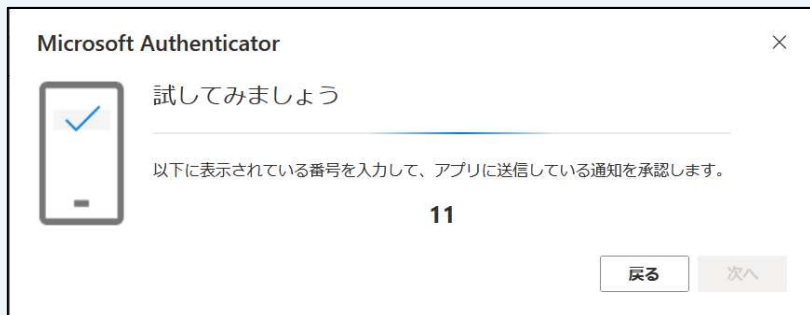 Microsoft Authenticator
試してみましょう
以下に表示されている番号を入力して、アプリに送信している通知を承認します。
11
戻る
次へ